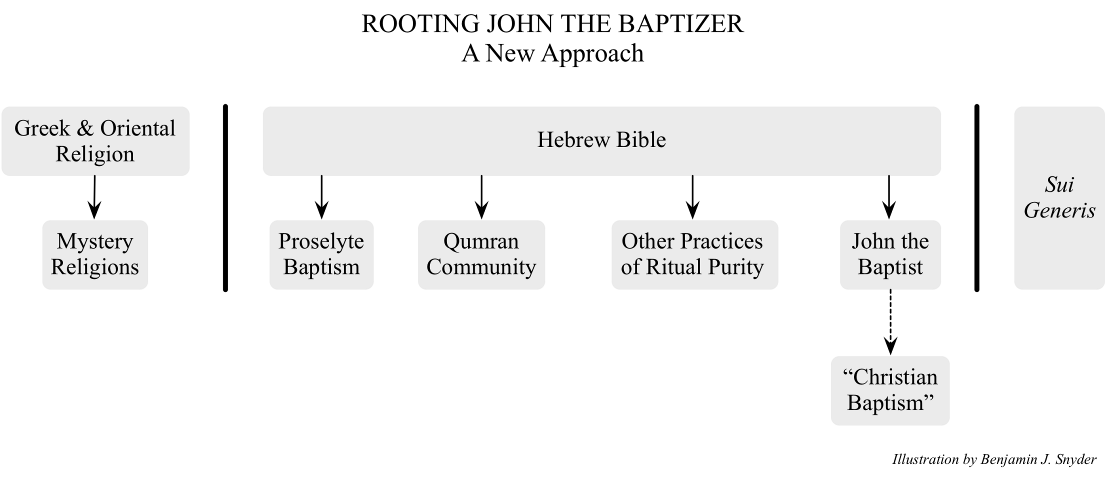 ROOTING JOHN THE BAPTIZER
A New Approach
Greek & Oriental
Religion
Hebrew Bible
Sui
Generis
Mystery
Religions
Proselyte
Baptism
Qumran
Community
Other Practices
of Ritual Purity
John the
Baptist
“Christian
Baptism”
Illustration by Benjamin J. Snyder